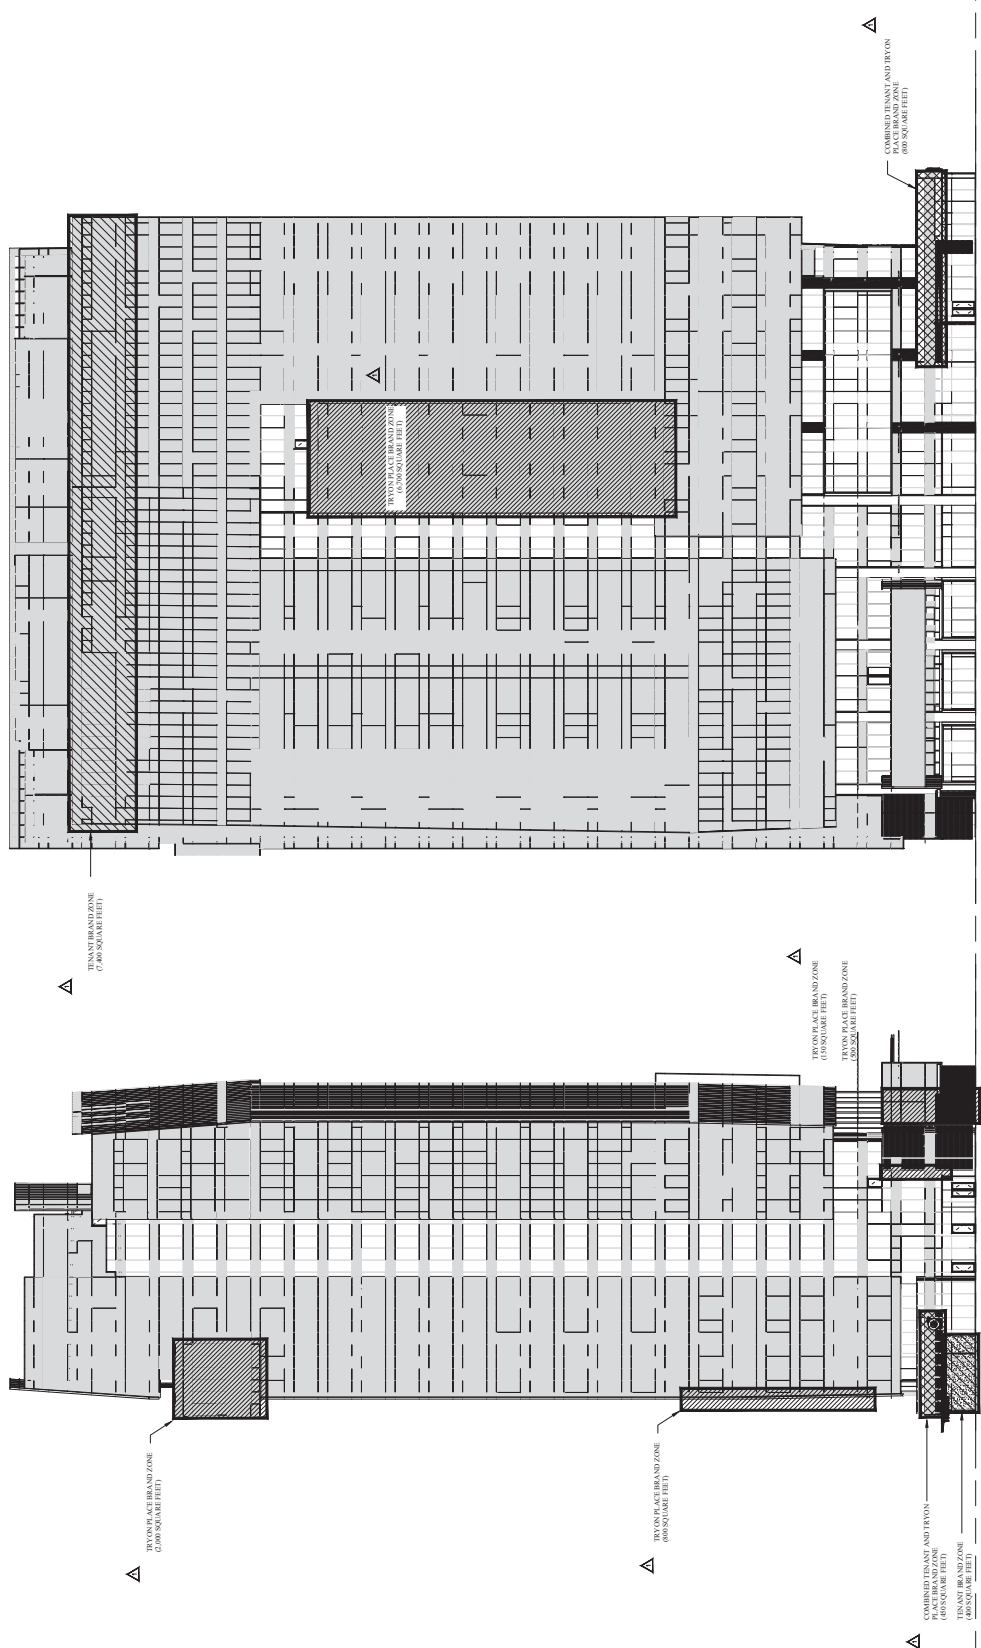 COMBINED TENANT AND TRYON
PLACE BRAND ZONE
(800 SQUARE FEET)
TRYON PLACE BRAND ZONE
(6,700 SQUARE FEET)
TENANT BRAND ZONE
(7,400 SQUARE FEET)
TRYON PLACE BRAND ZONE
(150 SQUARE FEET)
TRYON PLACE BRAND ZONE
(500 SQUARE FEET)
TRYON PLACE BRAND ZONE
(2,000 SQUARE FEET)
TRYON PLACE BRAND ZONE
(800 SQUARE FEET)
COMBINED TENANT AND TRYON
PLACE BRAND ZONE
(450 SQUARE FEET)
TENANT BRAND ZONE
(400 SQUARE FEET)